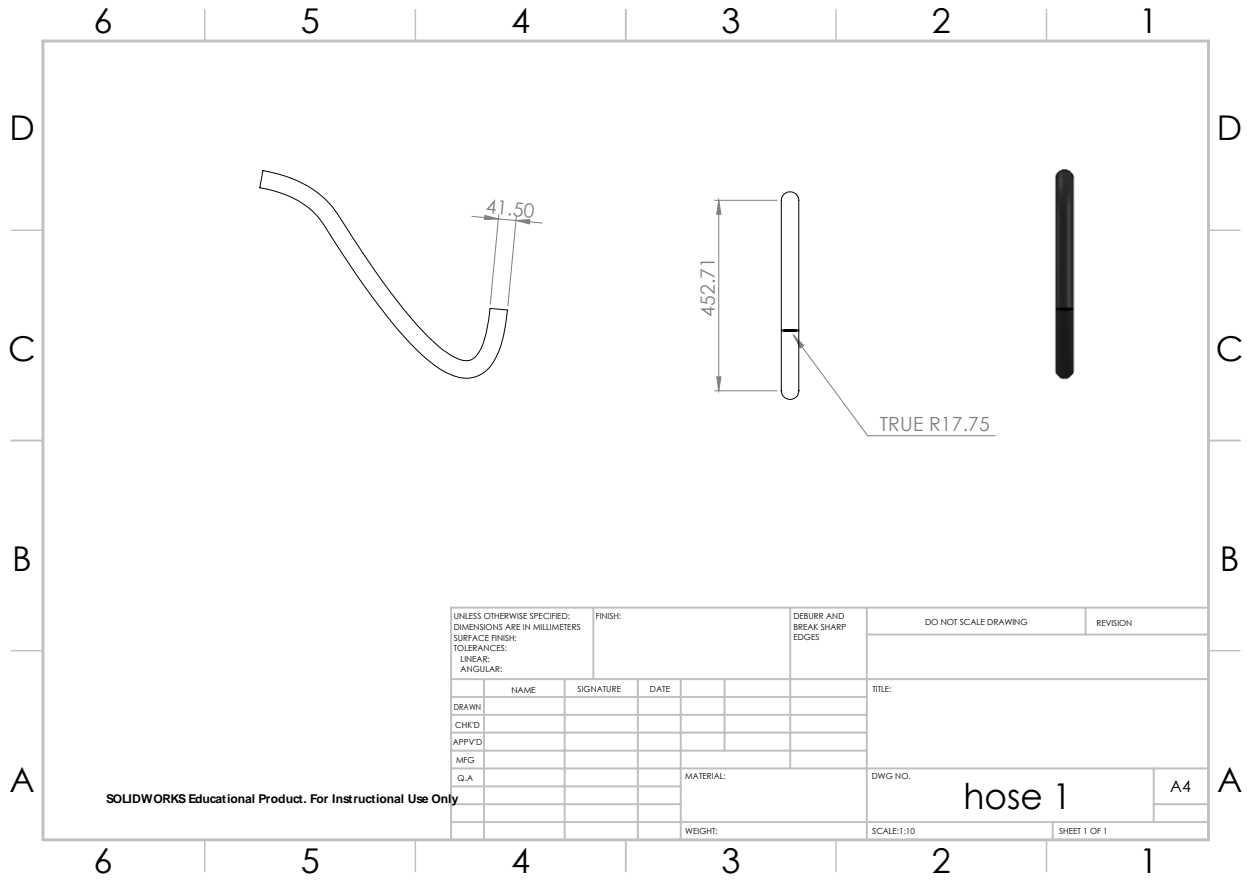 6 5 4 3 2 1
D D
41.50
452.71
C C
TRUE R17.75
B B
UNLESS OTHERWISE SPECIFIED:
DIMENSIONS ARE IN MILLIMETERS
SURFACE FINISH:
TOLERANCES:
LINEAR:
ANGULAR:
FINISH:
DEBURR AND
BREAK SHARP
EDGES
DO NOT SCALE DRAWING
REVISION
NAME SIGNATURE DATE
DRAWN
CHK'D
APPV'D
MFG
Q.A
TITLE:
MATERIAL:
DWG NO.
hose 1
A4
A A
SOLIDWORKS Educational Product. For Instructional Use Only
WEIGHT:
SCALE:1:10
SHEET 1 OF 1
6 5 4 3 2 1